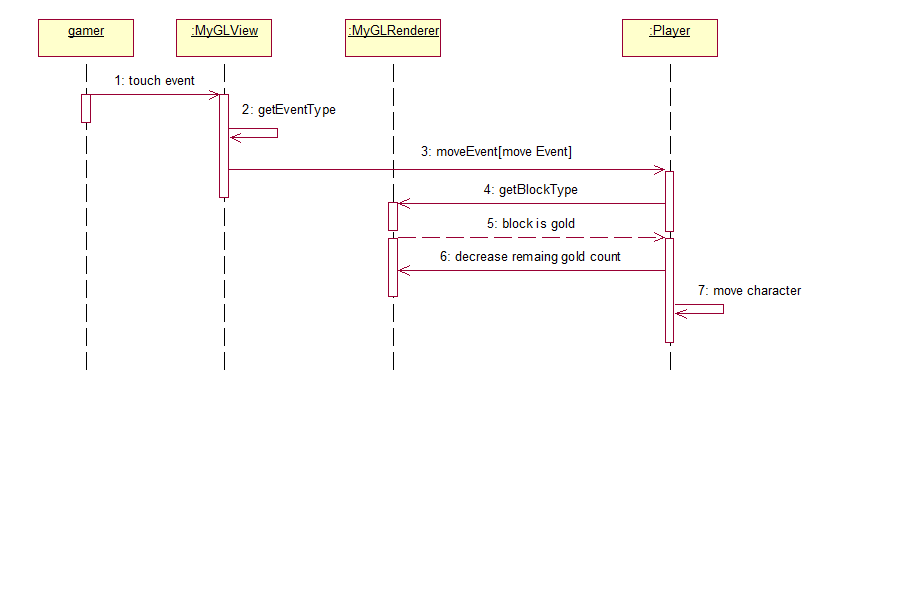 gamer
:MyGLView
:MyGLRenderer
:Player
1: touch event
2: getEventType
3: moveEvent[move Event]
4: getBlockType
5: block is gold
6: decrease remaing gold count
7: move character